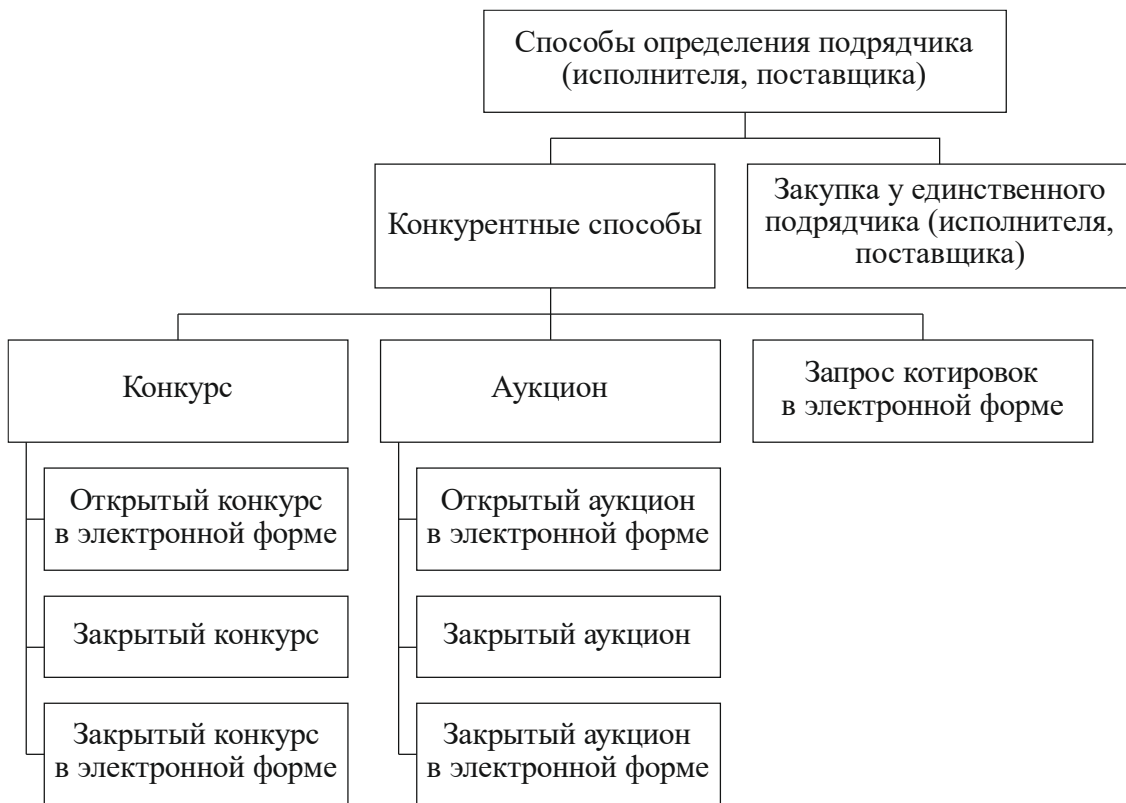 Способы определения подрядчика
(исполнителя, поставщика)
Конкурентные способы
Закупка у единственного
подрядчика (исполнителя,
поставщика)
Конкурс
Аукцион
Запрос котировок
в электронной форме
Открытый конкурс
в электронной форме
Открытый аукцион
в электронной форме
Закрытый конкурс
Закрытый аукцион
Закрытый конкурс
в электронной форме
Закрытый аукцион
в электронной форме